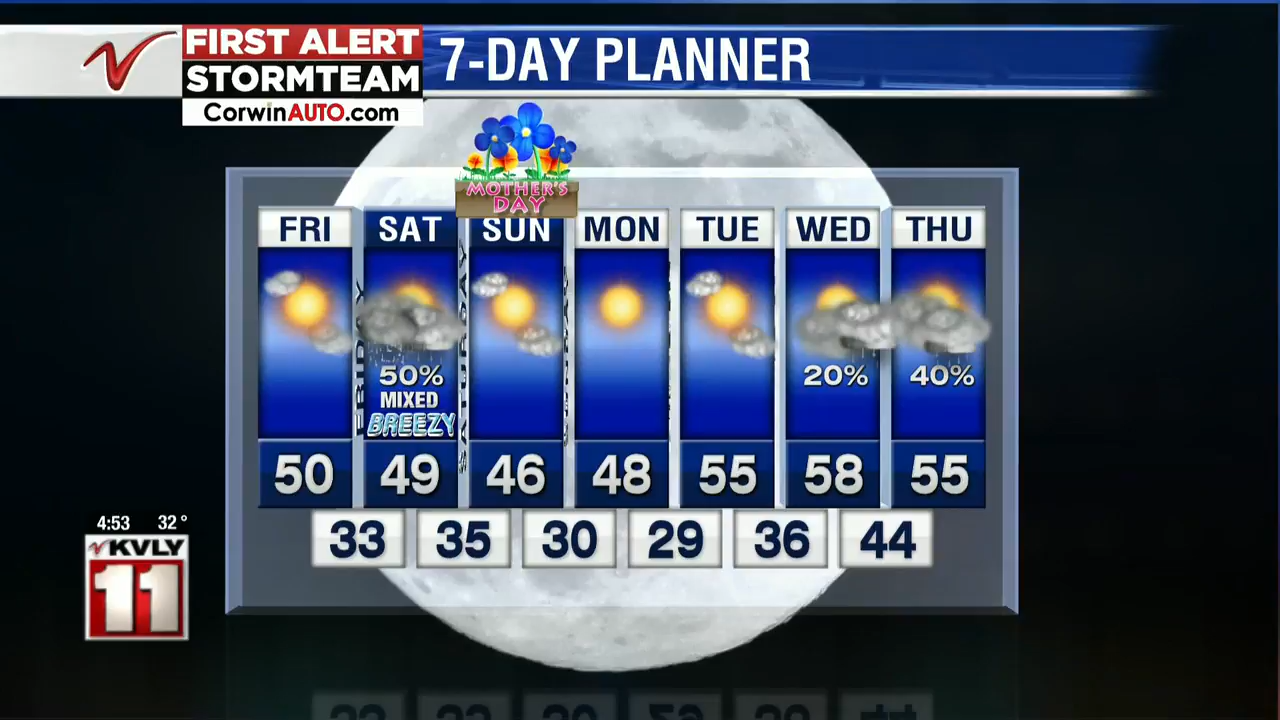 FIRST ALERT
STORMTEAM
CorwinAUTO.com
7-DAY PLANNER
MOTHER'S
DAY
FRI SAT SUN MON TUE WED THU
FRIDAY
SATURDAY
50% 20% 40%
MIXED
BREEZY
50 49 46 48 55 58 55
33 35 30 29 36 44
4:53 32°
KVLY
11